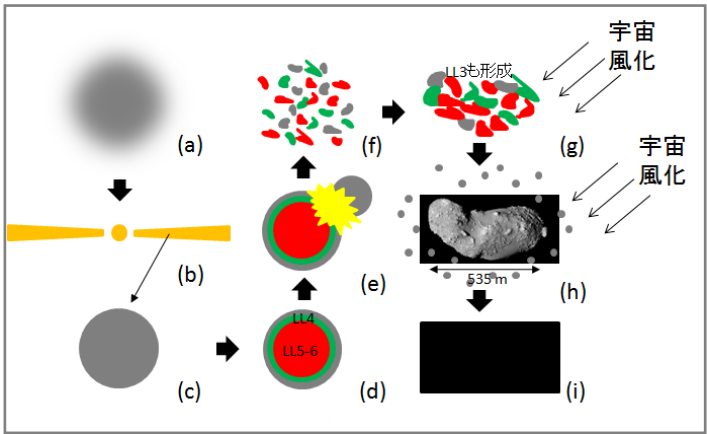 (a)
(b)
(c)
LL4
LL5-6
(d)
(e)
(f)
LL3も形成
宇宙
風化
(g)
宇宙
風化
535 m
(h)
(i)